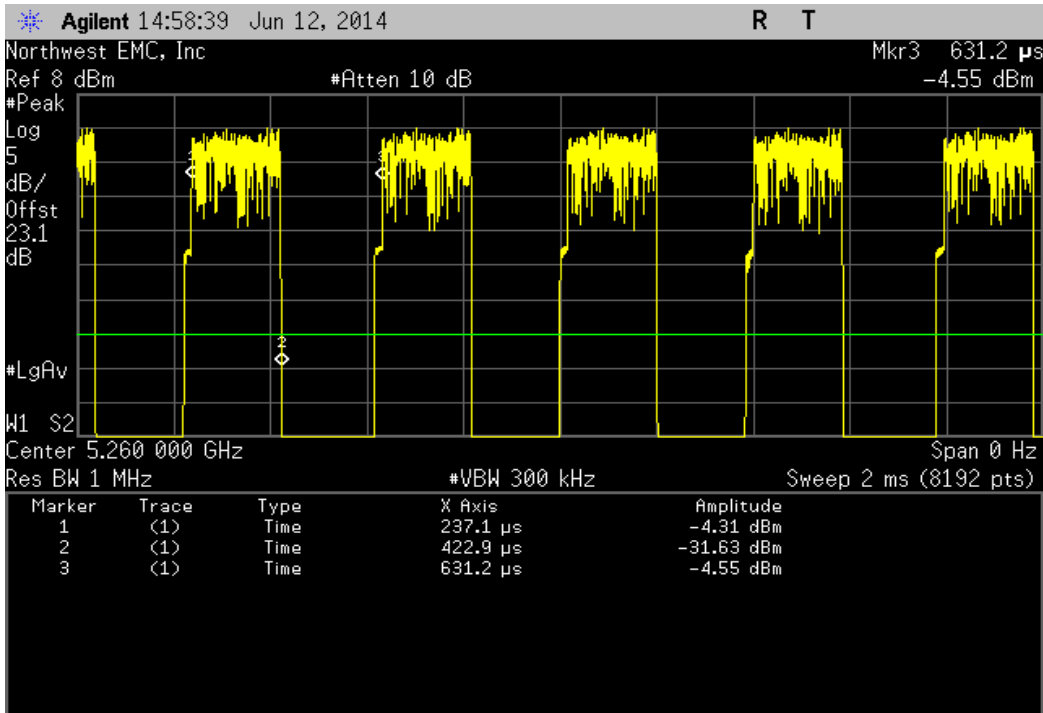 Agilent 14:58:39 Jun 12, 2014 R T
Northwest EMC, Inc Mkr3 631.2 µs
Ref 8 dBm #Atten 10 dB -4.55 dBm
#Peak
Log
5
dB/
Offst
23.1
dB
1
3
2
#LgAv
W1 S2
Center 5.260 000 GHz Span 0 Hz
Res BW 1 MHz #VBW 300 kHz Sweep 2 ms (8192 pts)
Marker Trace Type X Axis Amplitude
1 (1) Time 237.1 µs -4.31 dBm
2 (1) Time 422.9 µs -31.63 dBm
3 (1) Time 631.2 µs -4.55 dBm